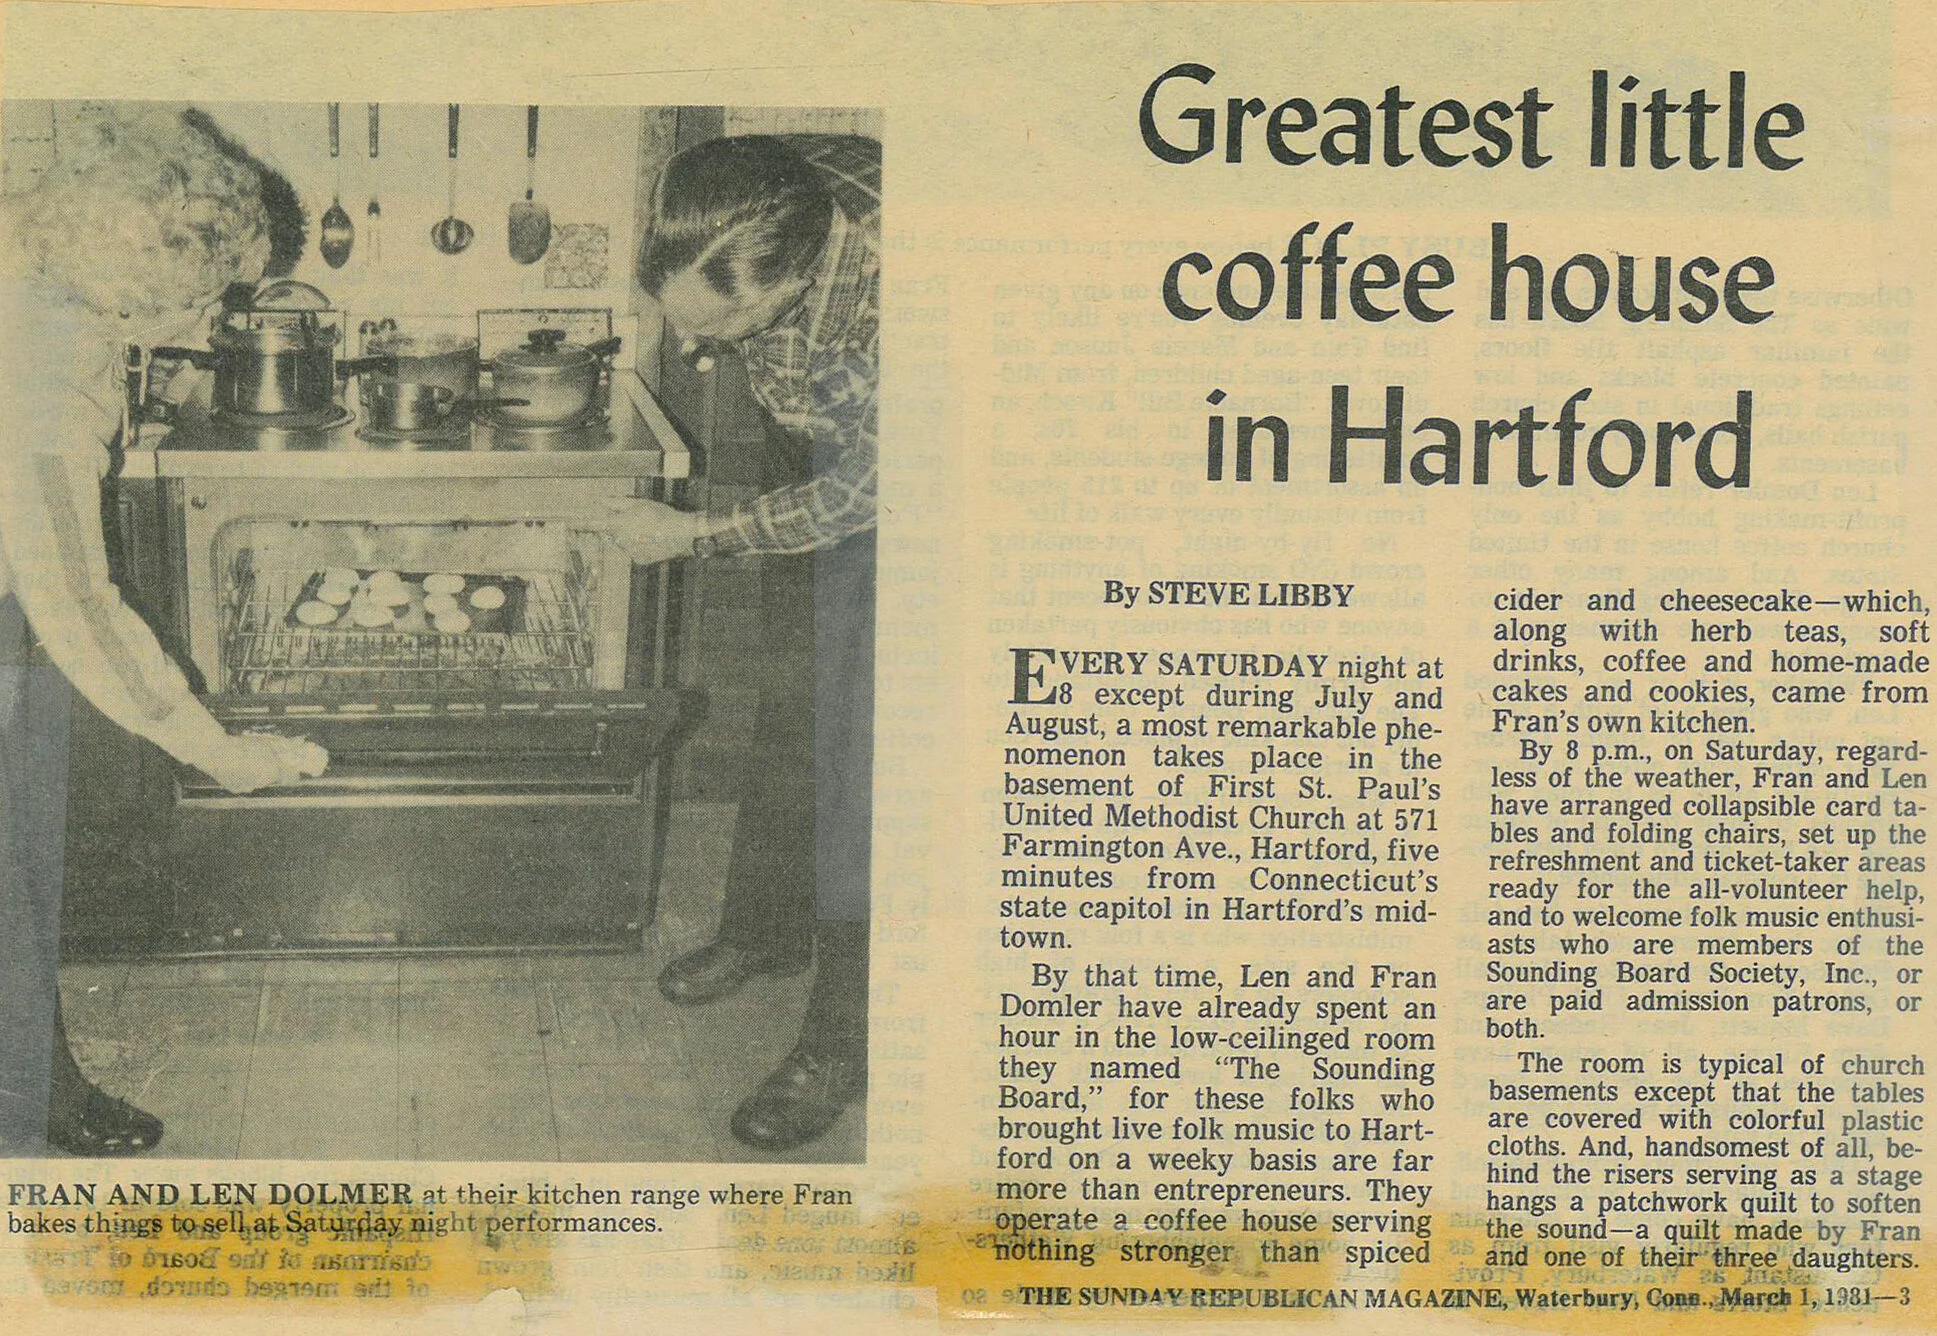 Greatest little
coffee house
in Hartford
By STEVE LIBBY
EVERY SATURDAY night at
8 except during July and
August, a most remarkable phe-
nomenon takes place in the
basement of First St. Paul's
United Methodist Church at 571
Farmington Ave., Hartford, five
minutes from Connecticut's
state capitol in Hartford's mid-
town.
By that time, Len and Fran
Domler have already spent an
hour in the low-ceilinged room
they named "The Sounding
Board," for these folks who
brought live folk music to Hart-
ford on a weeky basis are far
more than entrepreneurs. They
operate a coffee house serving
nothing stronger than spiced
cider and cheesecake—which,
along with herb teas, soft
drinks, coffee and home-made
cakes and cookies, came from
Fran's own kitchen.
By 8 p.m., on Saturday, regard-
less of the weather, Fran and Len
have arranged collapsible card ta-
bles and folding chairs, set up the
refreshment and ticket-taker areas
ready for the all-volunteer help,
and to welcome folk music enthusi-
asts who are members of the
Sounding Board Society, Inc., or
are paid admission patrons, or
both.
The room is typical of church
basements except that the tables
are covered with colorful plastic
cloths. And, handsomest of all, be-
hind the risers serving as a stage
hangs a patchwork quilt to soften
the sound—a quilt made by Fran
and one of their three daughters.
FRAN AND LEN DOLMER at their kitchen range where Fran
bakes things to sell at Saturday night performances.
THE SUNDAY REPUBLICAN MAGAZINE, Waterbury, Conn., March 1, 1981—3